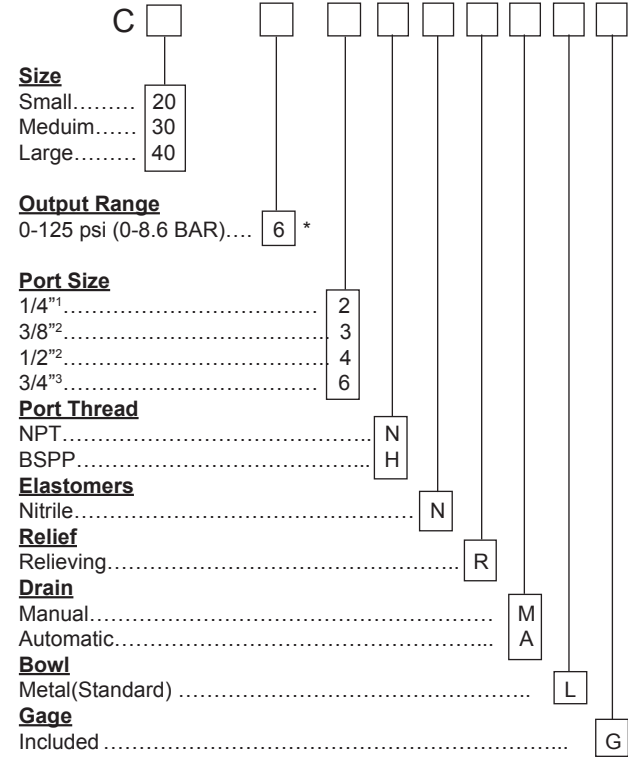 C
Size
Small……… 20
Meduim…… 30
Large……… 40
Output Range
0-125 psi (0-8.6 BAR)…. 6 *
Port Size
1/4”¹……………………………… 2
3/8”²……………………………… 3
1/2”²……………………………… 4
3/4”³……………………………… 6
Port Thread
NPT………………………………….. N
BSPP………………………………... H
Elastomers
Nitrile……………………………………… N
Relief
Relieving……………………………………….. R
Drain
Manual……………………………………………… M
Automatic…………………………………………... A
Bowl
Metal(Standard) ……………………………………….. L
Gage
Included ……………………………………………………... G